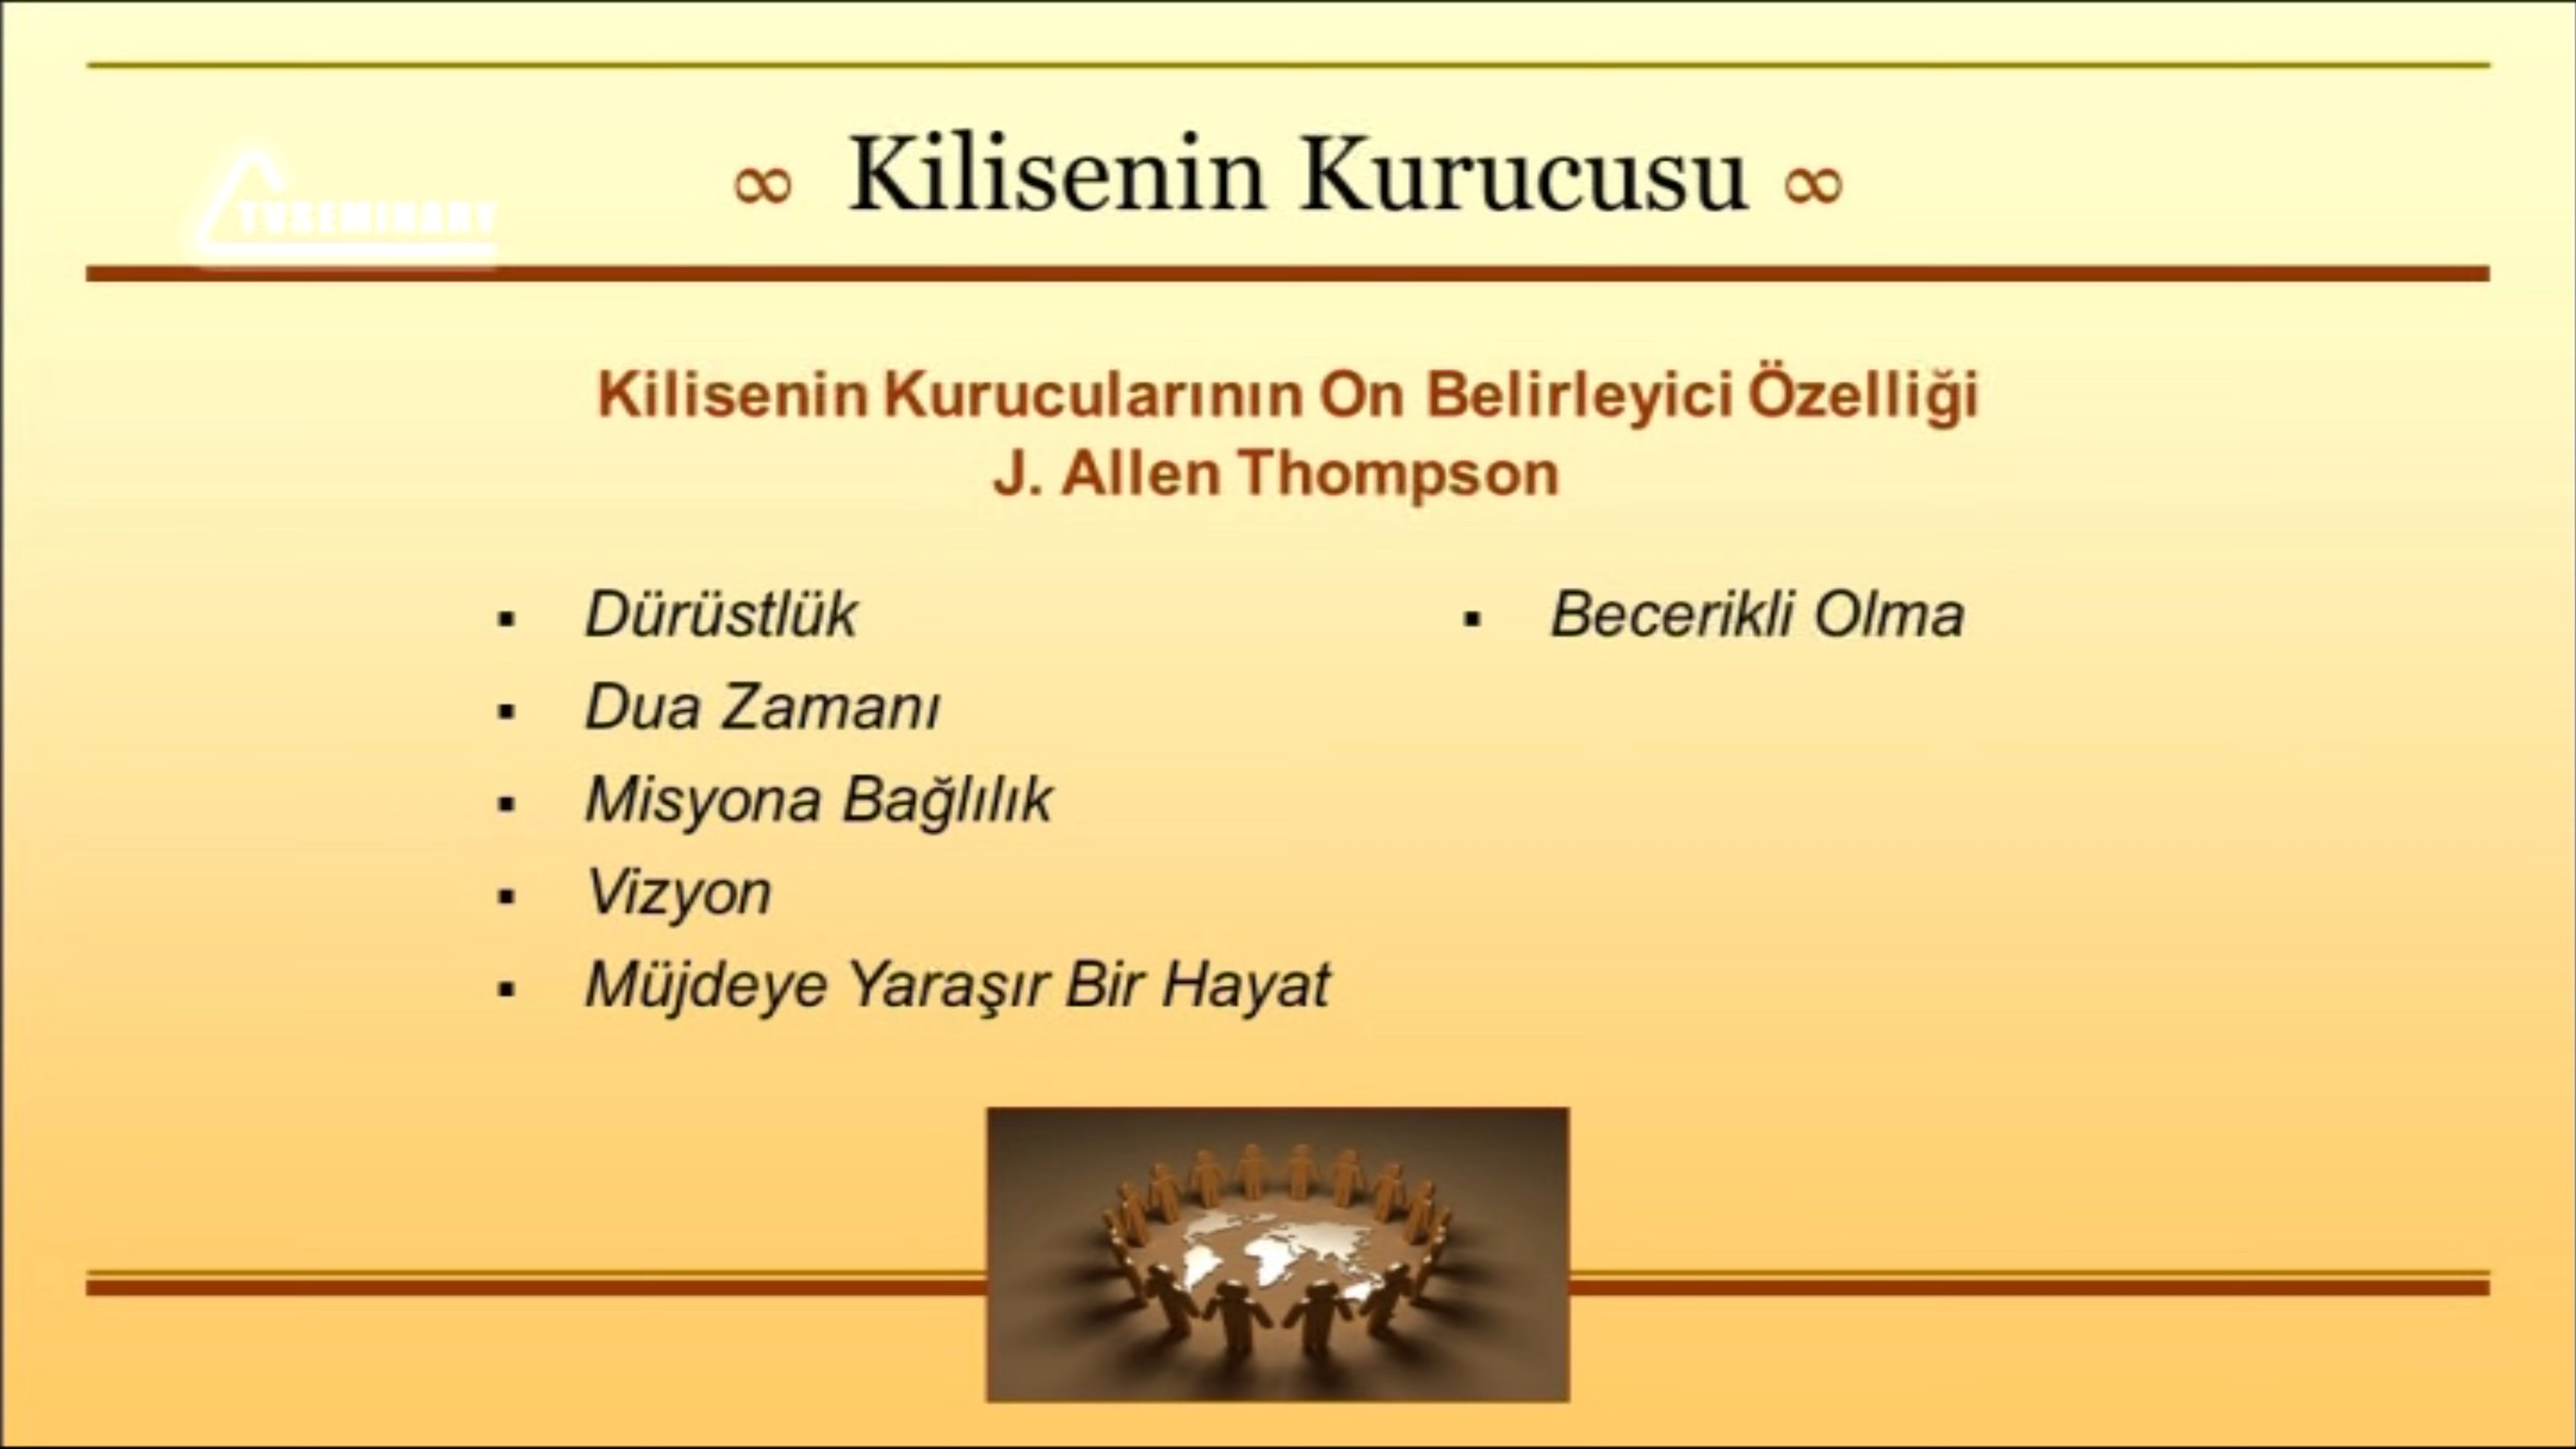 TVSEMINARY
∞ Kilisenin Kurucusu ∞
Kilisenin Kurucularının On Belirleyici Özelliği
J. Allen Thompson
▪ Dürüstlük
▪ Dua Zamanı
▪ Misyona Bağlılık
▪ Vizyon
▪ Müjdeye Yaraşır Bir Hayat
▪ Becerikli Olma